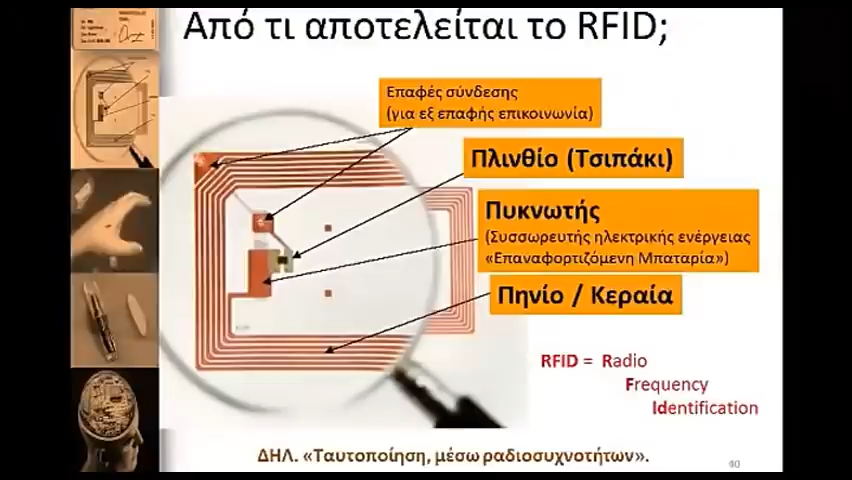 Από τι αποτελείται το RFID;
Επαφές σύνδεσης
(για εξ επαφής επικοινωνία)
Πλινθίο (Τσιπάκι)
Πυκνωτής
(Συσσωρευτής ηλεκτρικής ενέργειας
«Επαναφορτιζόμενη Μπαταρία»)
Πηνίο / Κεραία
RFID = Radio
Frequency
Identification
ΔΗΛ. «Ταυτοποίηση, μέσω ραδιοσυχνοτήτων».
40